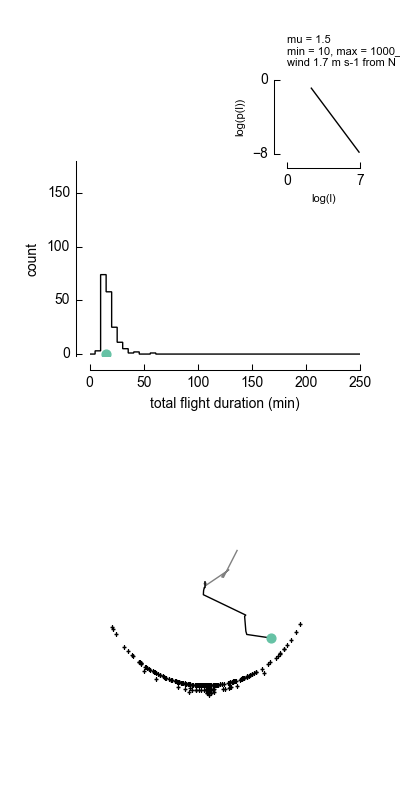 mu = 1.5
min = 10, max = 1000_
wind 1.7 m s-1 from N
0
log(p(l))
−8
0 7
log(l)
150
100
count
50
0
0 50 100 150 200 250
total flight duration (min)